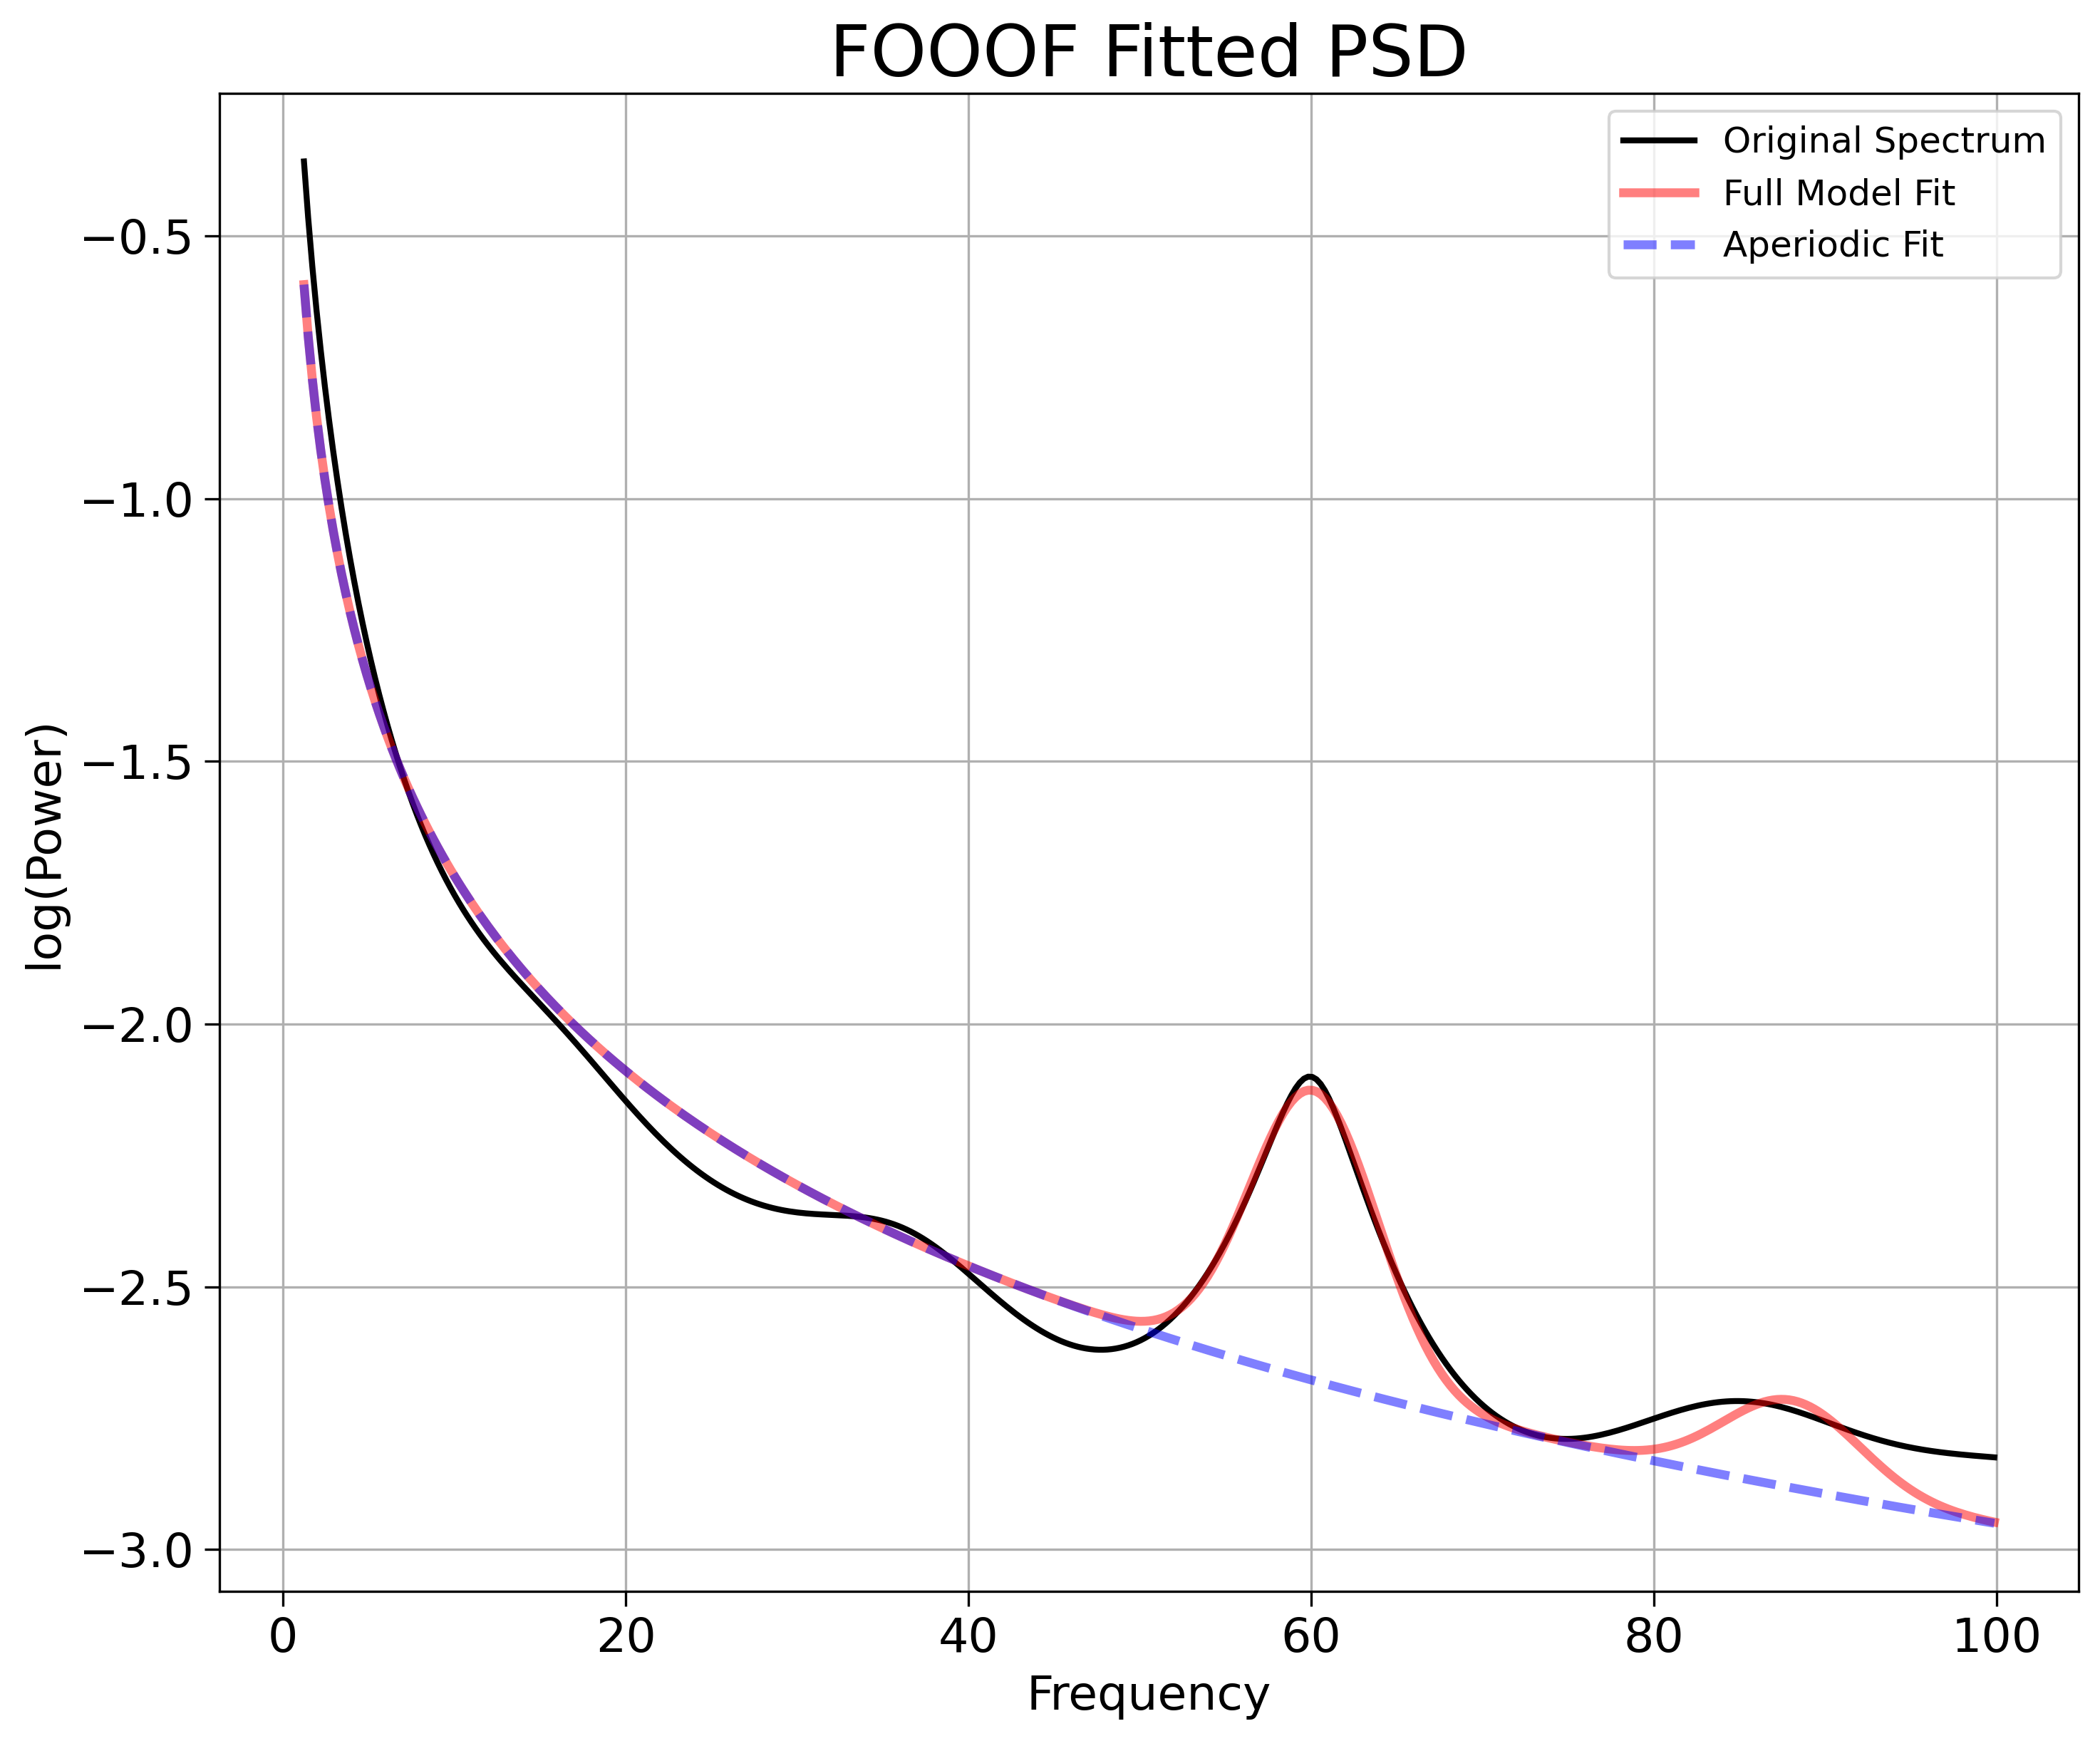 FOOOF Fitted PSD
Original Spectrum
Full Model Fit
Aperiodic Fit
−0.5
−1.0
−1.5
−2.0
−2.5
−3.0
log(Power)
0 20 40 60 80 100
Frequency